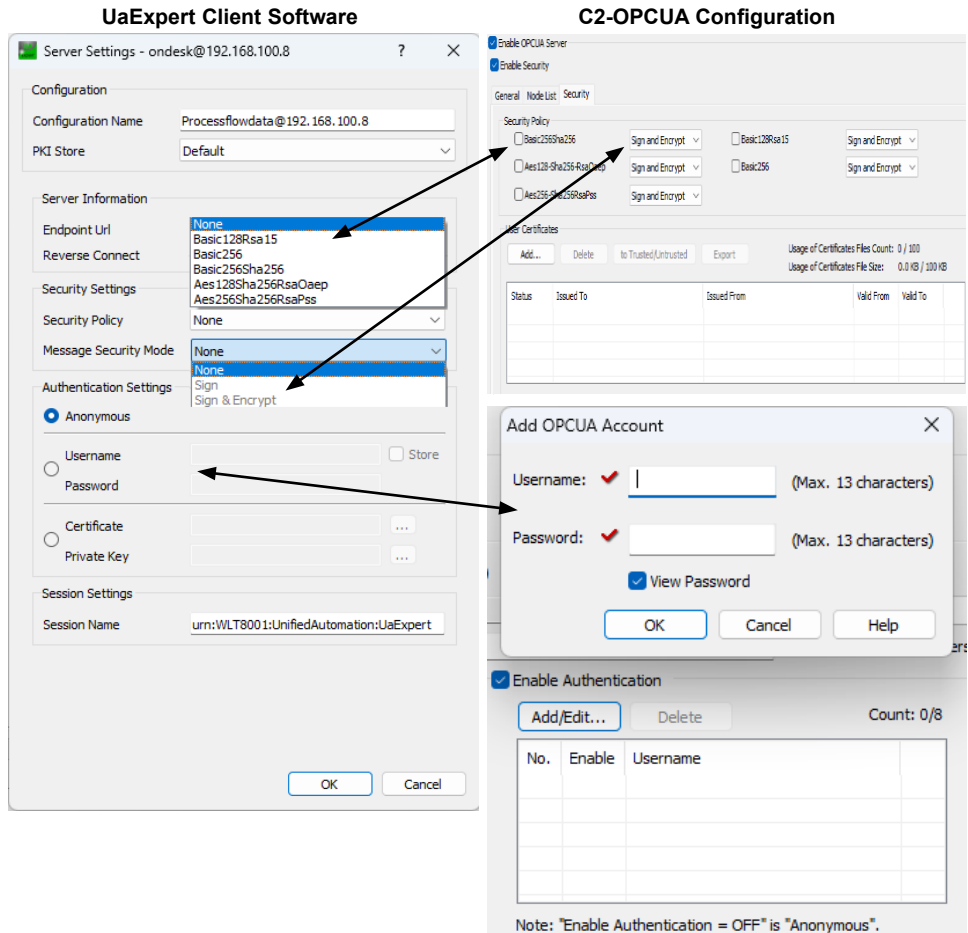 UaExpert Client Software
Server Settings - ondesk@192.168.100.8 ?
Configuration
Configuration Name Processflowdata@192.168.100.8
PKI Store Default
Server Information
Endpoint Url
Reverse Connect
None
Basic128Rsa15
Basic256
Basic256Sha256
Aes128Sha256RsaOaep
Aes256Sha256RsaPss
Security Settings
Security Policy None
Message Security Mode None
None
Sign
Sign & Encrypt
Authentication Settings
Anonymous
Username Store
Password
Certificate ...
Private Key ...
Session Settings
Session Name urn:WLT8001:UnifiedAutomation:UaExpert
OK Cancel
C2-OPCUA Configuration
Enable OPCUA Server
Enable Security
General Node List Security
Security Policy
Basic256Sha256 Sign and Encrypt Basic128Rsa15 Sign and Encrypt
Aes128-Sha256-RsaOaep Sign and Encrypt Basic256 Sign and Encrypt
Aes256-Sha256RsaPss Sign and Encrypt
User Certificates
Add... Delete to Trusted/Untrusted Export
Usage of Certificates Files Count: 0 / 100
Usage of Certificates File Size: 0.0 KB / 100 KB
Status Issued To Issued From Valid From Valid To
Add OPCUA Account
Username: (Max. 13 characters)
Password: (Max. 13 characters)
View Password
OK Cancel Help
ers
Enable Authentication
Add/Edit... Delete Count: 0/8
No. Enable Username
Note: "Enable Authentication = OFF" is "Anonymous".